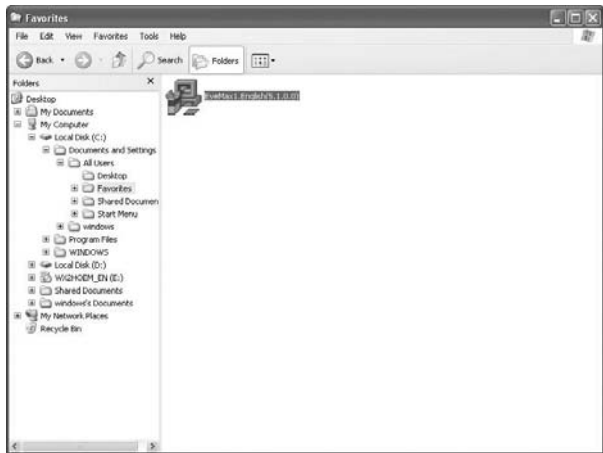 Favorites
File Edit View Favorites Tools Help
Back Search Folders
Folders
Desktop
My Documents
My Computer
Local Disk (C:)
Documents and Settings
All Users
Desktop
Favorites
Shared Documen
Start Menu
windows
Program Files
WINDOWS
Local Disk (D:)
WXZHOEM_EN (E:)
Shared Documents
windows's Documents
My Network Places
Recycle Bin